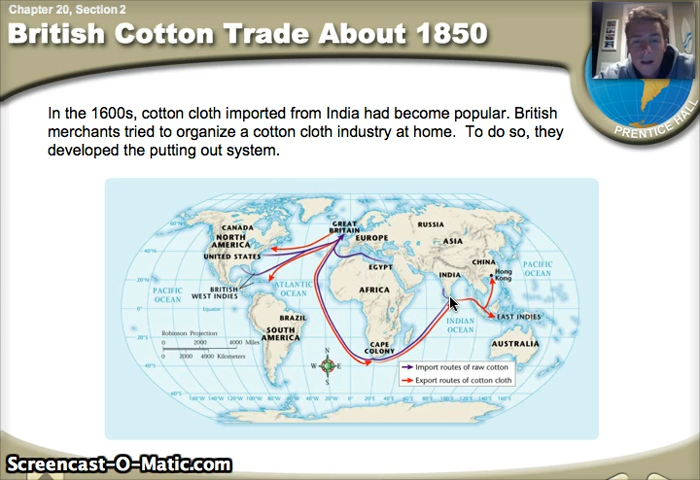 Chapter 20, Section 2
British Cotton Trade About 1850
PRENTICE HALL
In the 1600s, cotton cloth imported from India had become popular. British
merchants tried to organize a cotton cloth industry at home. To do so, they
developed the putting out system.
CANADA
NORTH
AMERICA
UNITED STATES
GREAT
BRITAIN
EUROPE
RUSSIA
ASIA
CHINA
Hong
Kong
INDIA
EGYPT
AFRICA
PACIFIC
OCEAN
BRITISH
WEST INDIES
ATLANTIC
OCEAN
PACIFIC
OCEAN
Equator
BRAZIL
SOUTH
AMERICA
INDIAN
OCEAN
EAST INDIES
AUSTRALIA
CAPE
COLONY
Robinson Projection
0 2000 4000 Miles
0 2000 4000 Kilometers
N
W E
S
Import routes of raw cotton
Export routes of cotton cloth
Screencast-O-Matic.com